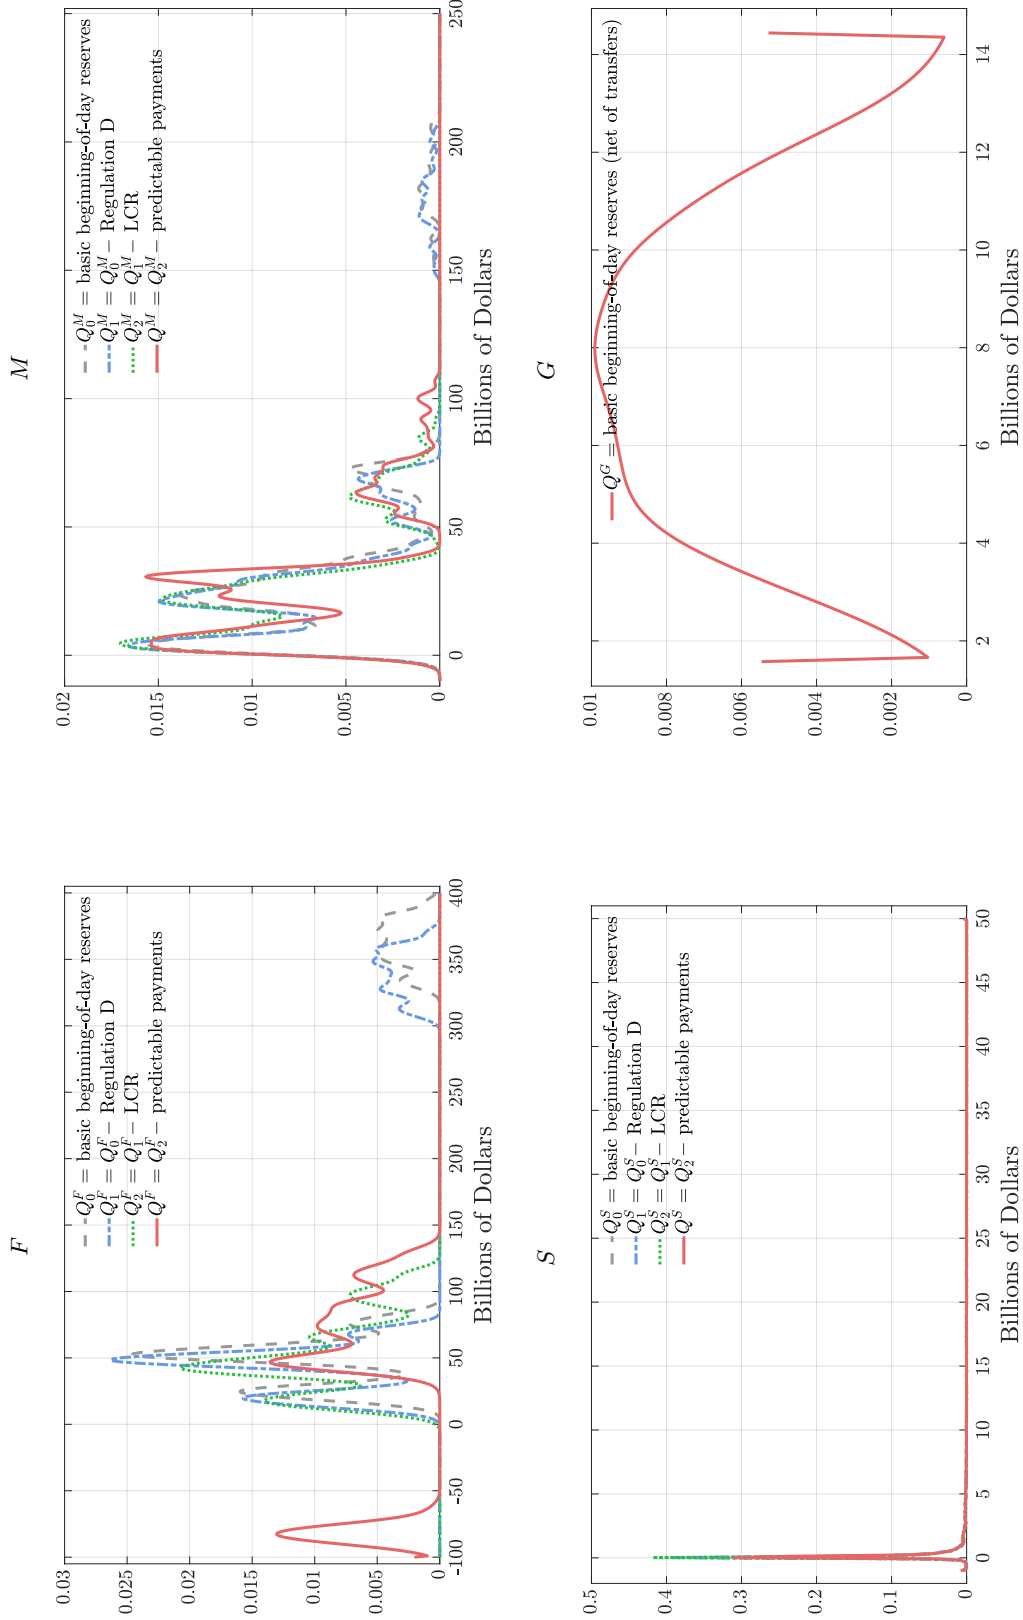 F
0.03
0.025
0.02
0.015
0.01
0.005
0
-100 -50 0 50 100 150 200 250 300 350 400
Billions of Dollars
Q_0^F = basic beginning-of-day reserves
Q_1^F = Q_0^F − Regulation D
Q_2^F = Q_1^F − LCR
Q^F = Q_2^F − predictable payments
M
0.02
0.015
0.01
0.005
0
0 50 100 150 200 250
Billions of Dollars
Q_0^M = basic beginning-of-day reserves
Q_1^M = Q_0^M − Regulation D
Q_2^M = Q_1^M − LCR
Q^M = Q_2^M − predictable payments
S
0.5
0.4
0.3
0.2
0.1
0
0 5 10 15 20 25 30 35 40 45 50
Billions of Dollars
Q_0^S = basic beginning-of-day reserves
Q_1^S = Q_0^S − Regulation D
Q_2^S = Q_1^S − LCR
Q^S = Q_2^S − predictable payments
G
0.01
0.008
0.006
0.004
0.002
0
2 4 6 8 10 12 14
Billions of Dollars
Q^G = basic beginning-of-day reserves (net of transfers)